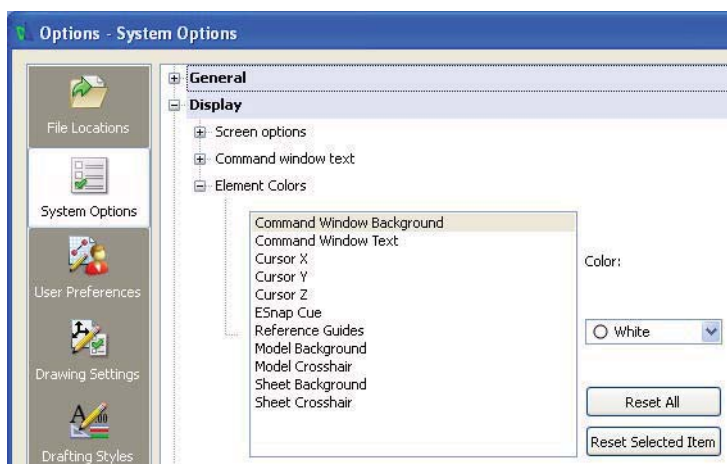 Options - System Options
File Locations
System Options
User Preferences
Drawing Settings
Drafting Styles
General
Display
Screen options
Command window text
Element Colors
Command Window Background
Command Window Text
Cursor X
Cursor Y
Cursor Z
ESnap Cue
Reference Guides
Model Background
Model Crosshair
Sheet Background
Sheet Crosshair
Color:
White
Reset All
Reset Selected Item